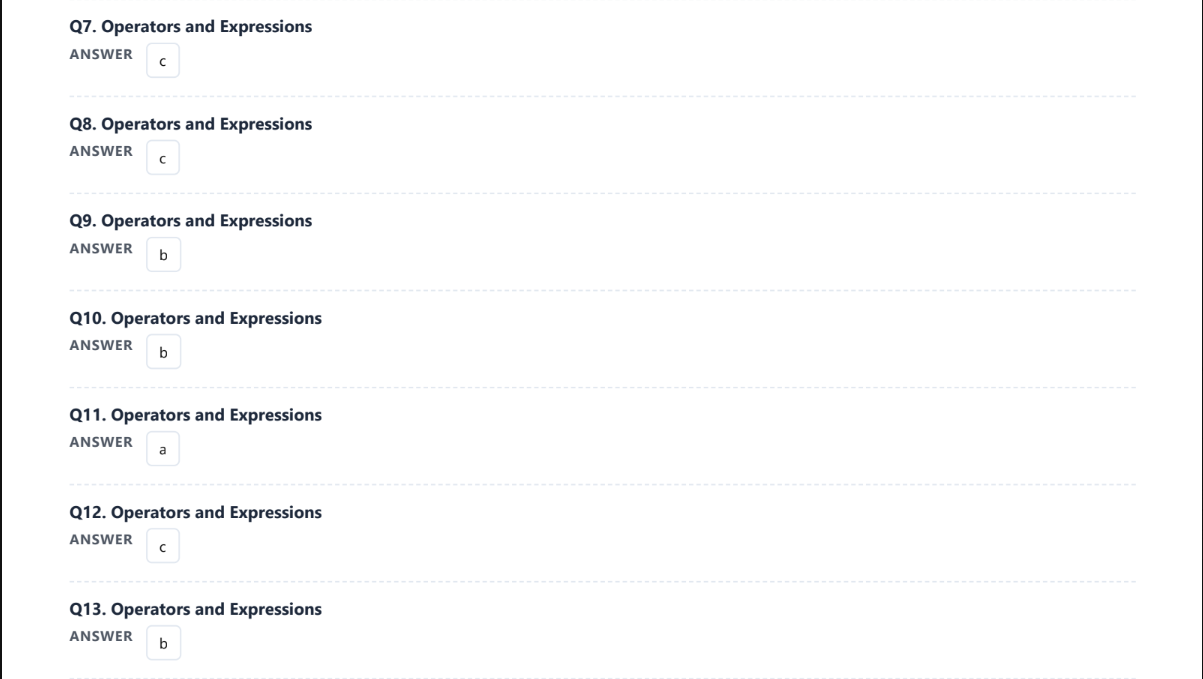 Q7. Operators and Expressions
ANSWER c
Q8. Operators and Expressions
ANSWER c
Q9. Operators and Expressions
ANSWER b
Q10. Operators and Expressions
ANSWER b
Q11. Operators and Expressions
ANSWER a
Q12. Operators and Expressions
ANSWER c
Q13. Operators and Expressions
ANSWER b